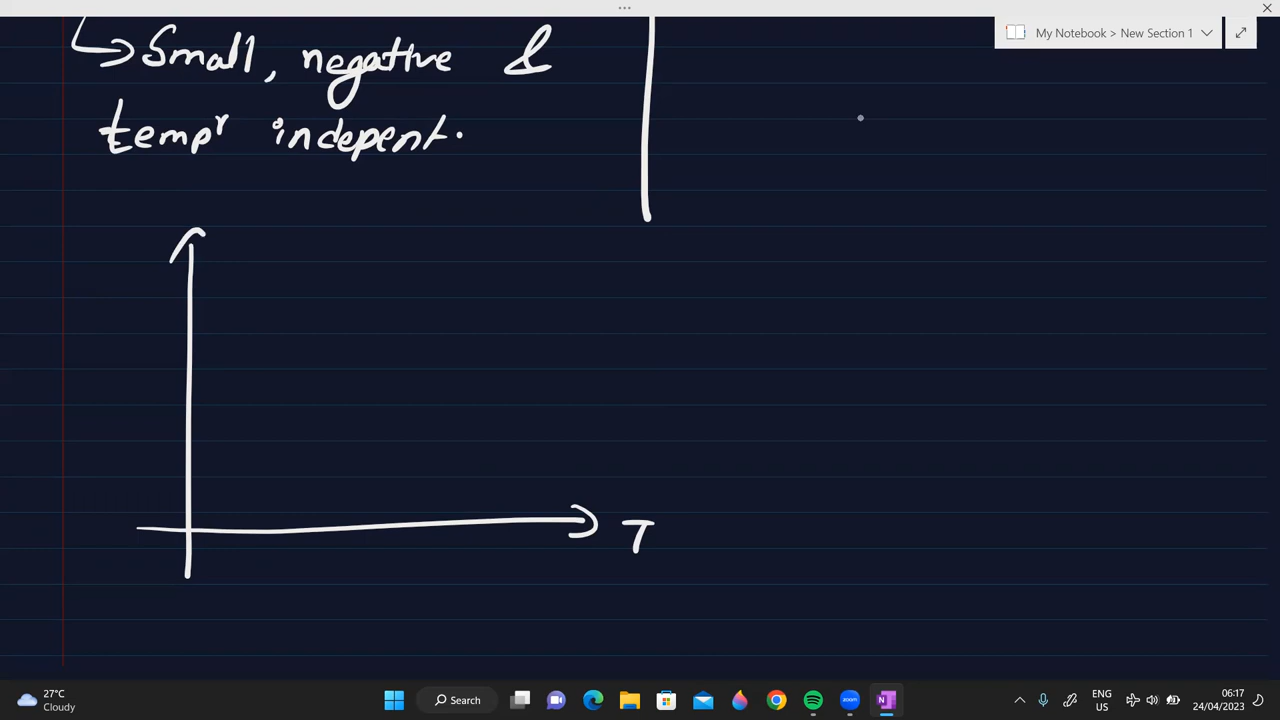 My Notebook > New Section 1
Small, negative &
tempʳ indepent.
T
27°C
Cloudy
Search
zoom
ENG
US
06:17
24/04/2023